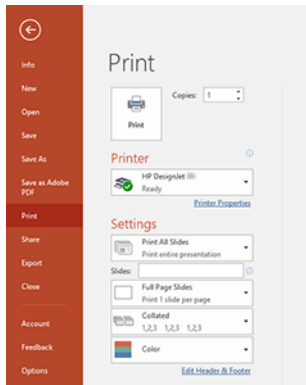 Info
New
Open
Save
Save As
Save as Adobe
PDF
Print
Share
Export
Close
Account
Feedback
Options
Print
Copies: 1
Print
Printer
HP DesignJet
Ready
Printer Properties
Settings
Print All Slides
Print entire presentation
Slides:
Full Page Slides
Print 1 slide per page
Collated
1,2,3 1,2,3 1,2,3
Color
Edit Header & Footer